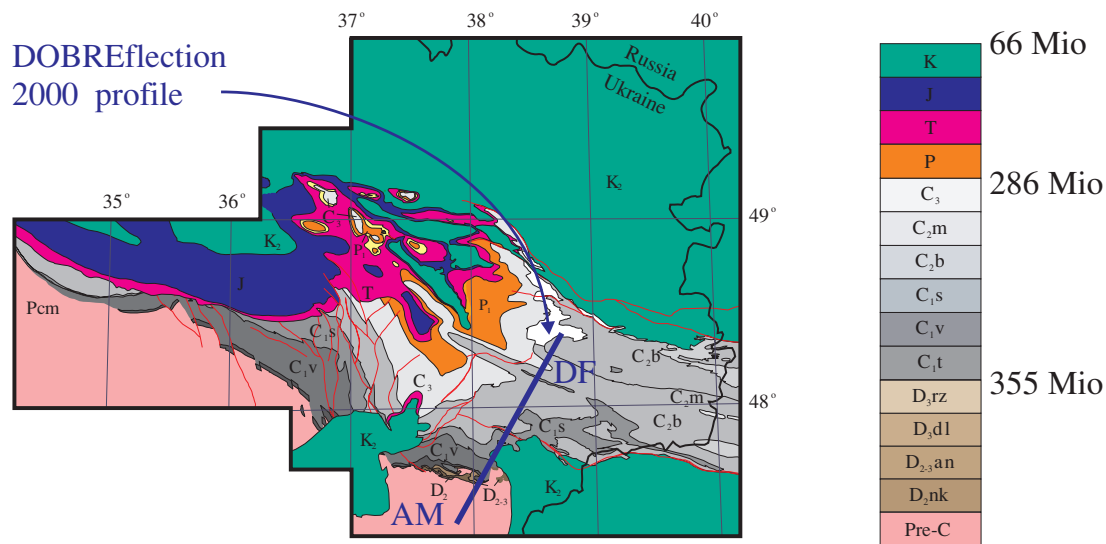 DOBREflection
2000 profile
37°
38°
39°
40°
35°
36°
49°
48°
Russia
Ukraine
K₂
K₂
C₃
P₁
J
T
P₁
Pcm
C₁s
C₁v
C₃
DF
C₂b
C₂m
C₂b
C₁s
K₂
C₁v
K₂
D₂
D₂₋₃
AM
K
J
T
P
C₃
C₂m
C₂b
C₁s
C₁v
C₁t
D₃rz
D₃dl
D₂₋₃an
D₂nk
Pre-C
66 Mio
286 Mio
355 Mio